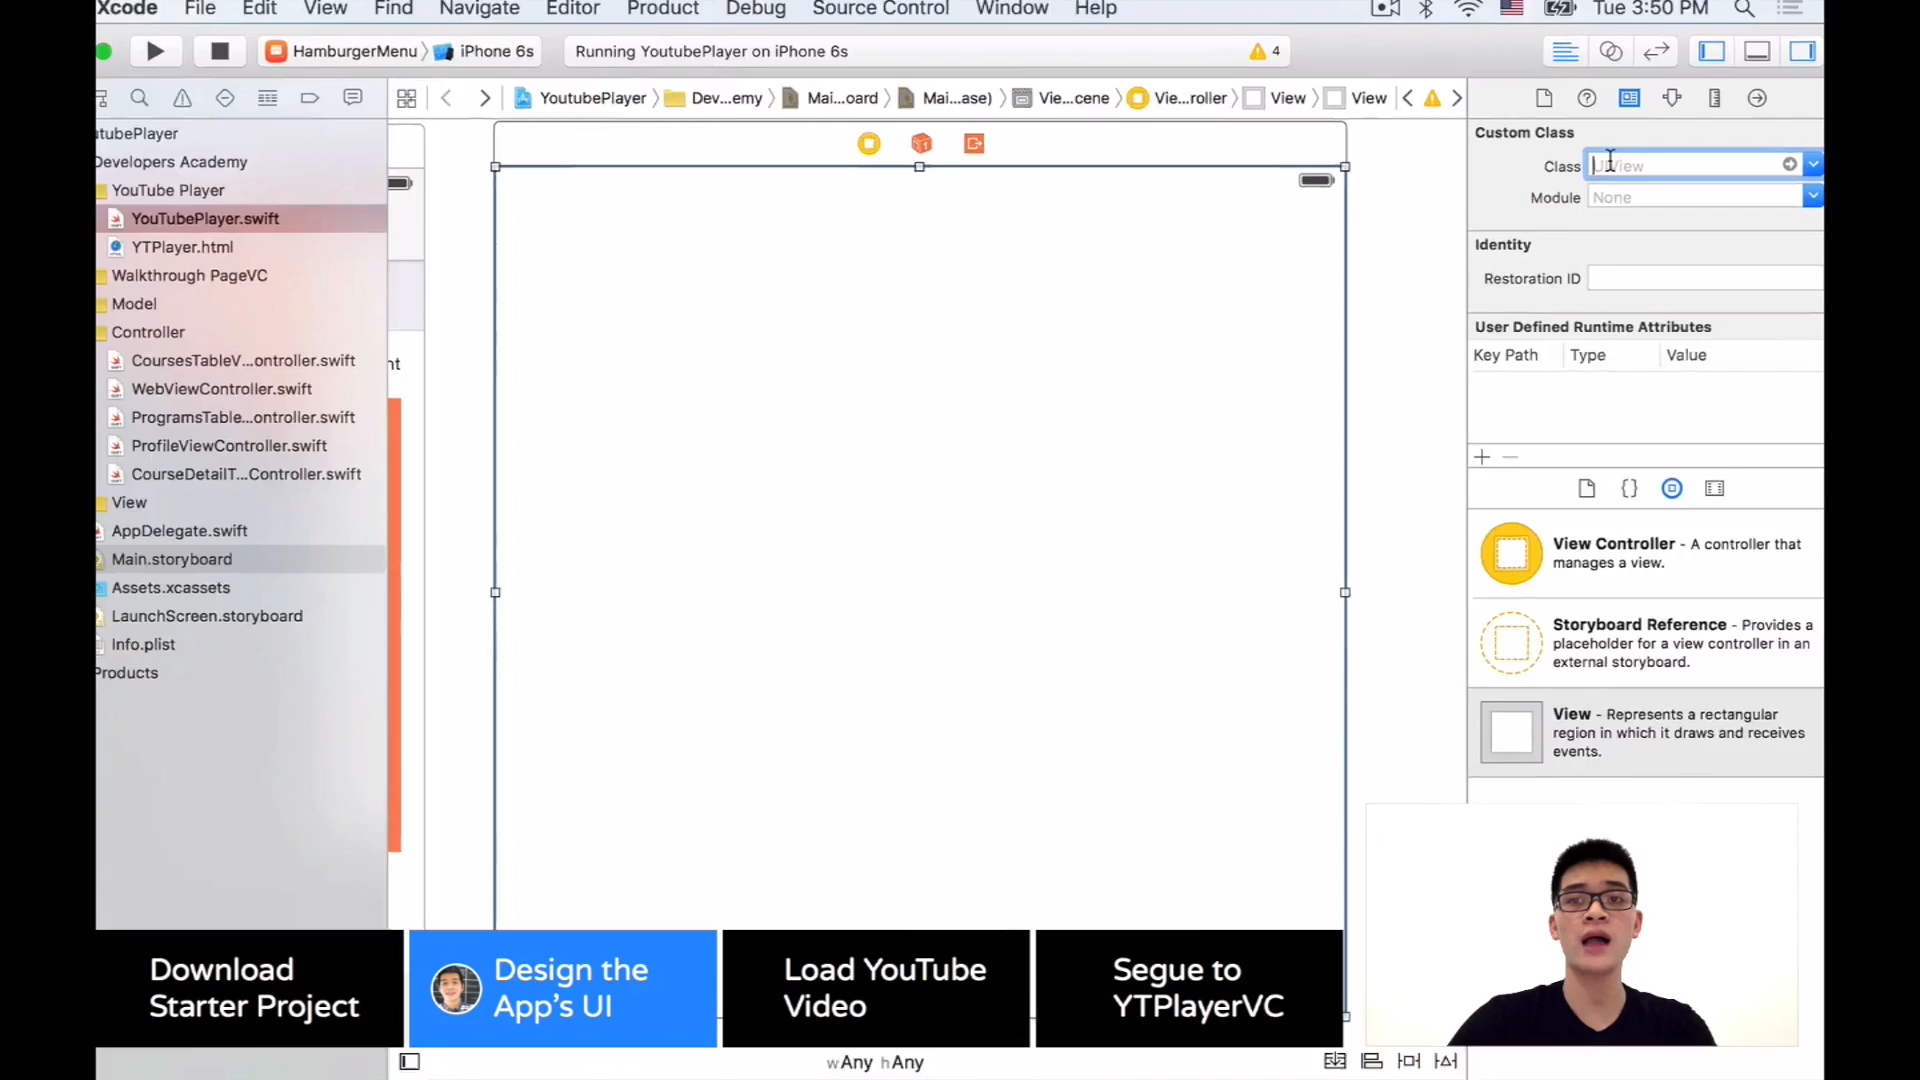 Xcode File Edit View Find Navigate Editor Product Debug Source Control Window Help Tue 3:50 PM
HamburgerMenu iPhone 6s Running YoutubePlayer on iPhone 6s 4
YoutubePlayer Dev...emy Mai...oard Mai...ase) Vie...cene Vie...roller View View
utubePlayer
Developers Academy
YouTube Player
YouTubePlayer.swift
YTPlayer.html
Walkthrough PageVC
Model
Controller
CoursesTableV...ontroller.swift
WebViewController.swift
ProgramsTable...ontroller.swift
ProfileViewController.swift
CourseDetailT...Controller.swift
View
AppDelegate.swift
Main.storyboard
Assets.xcassets
LaunchScreen.storyboard
Info.plist
Products
nt
Custom Class
Class UIView
Module None
Identity
Restoration ID
User Defined Runtime Attributes
Key Path Type Value
View Controller - A controller that
manages a view.
Storyboard Reference - Provides a
placeholder for a view controller in an
external storyboard.
View - Represents a rectangular
region in which it draws and receives
events.
Download
Starter Project
Design the
App's UI
Load YouTube
Video
Segue to
YTPlayerVC
wAny hAny